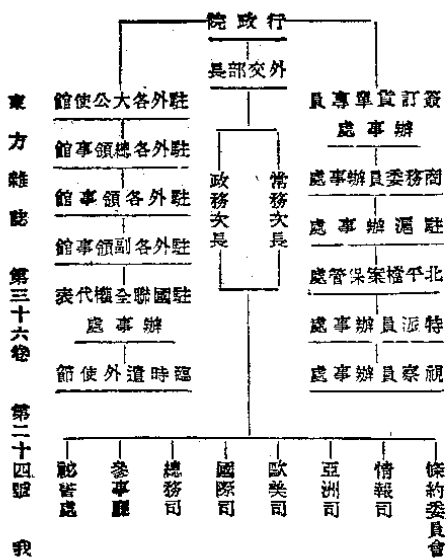 行政院
外交部長
常務次長
政務次長
簽訂貨單專員
辦事處
商務委員辦事處
駐滬辦事處
北平檔案保管處
特派員辦事處
視察員辦事處
駐外各大公使館
駐外各總領事館
駐外各領事館
駐外各副領事館
駐國聯全權代表
辦事處
臨時遣外使節
條約委員會
情報司
亞洲司
歐美司
國際司
總務司
參事廳
祕書處
東方雜誌 第三十六卷 第二十四號 我